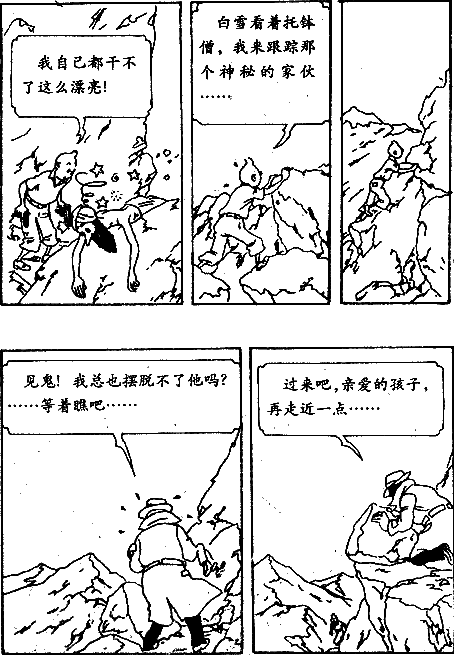 我自已都干不
了这么漂亮!
白雪看着托钵
僧，我来跟踪那
个神秘的家伙
……
见鬼! 我总也摆脱不了他吗?
……等着瞧吧……
过来吧，亲爱的孩子，
再走近一点……